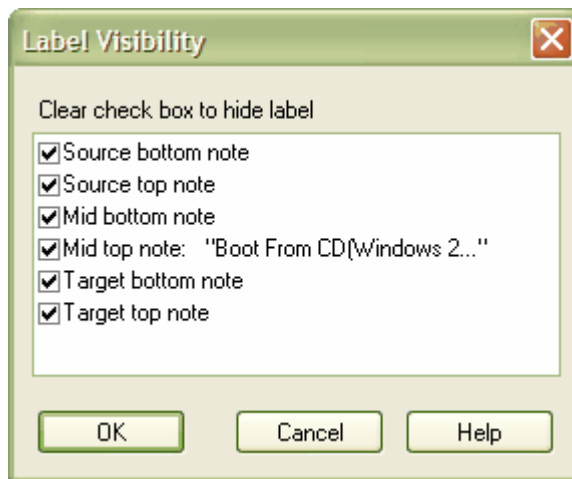 Label Visibility
Clear check box to hide label
Source bottom note
Source top note
Mid bottom note
Mid top note: "Boot From CD(Windows 2..."
Target bottom note
Target top note
OK Cancel Help